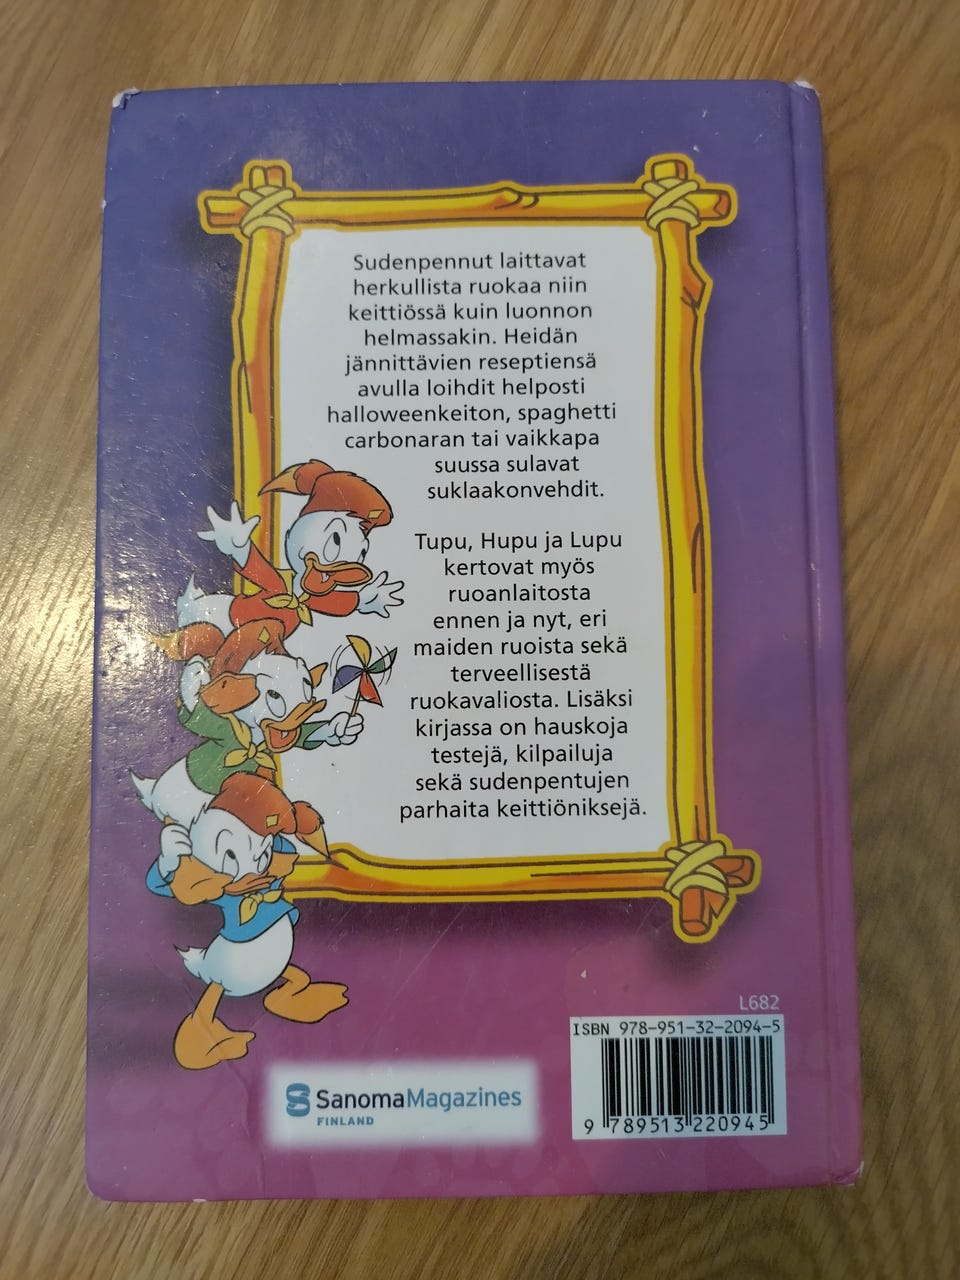 Sudenpennut laittavat
herkullista ruokaa niin
keittiössä kuin luonnon
helmassakin. Heidän
jännittävien reseptiensä
avulla loihdit helposti
halloweenkeiton, spaghetti
carbonaran tai vaikkapa
suussa sulavat
suklaakonvehdit.
Tupu, Hupu ja Lupu
kertovat myös
ruoanlaitosta
ennen ja nyt, eri
maiden ruoista sekä
terveellisestä
ruokavaliosta. Lisäksi
kirjassa on hauskoja
testejä, kilpailuja
sekä sudenpentujen
parhaita keittiöniksejä.
L682
ISBN 978-951-32-2094-5
9 789513 220945
SanomaMagazines
FINLAND